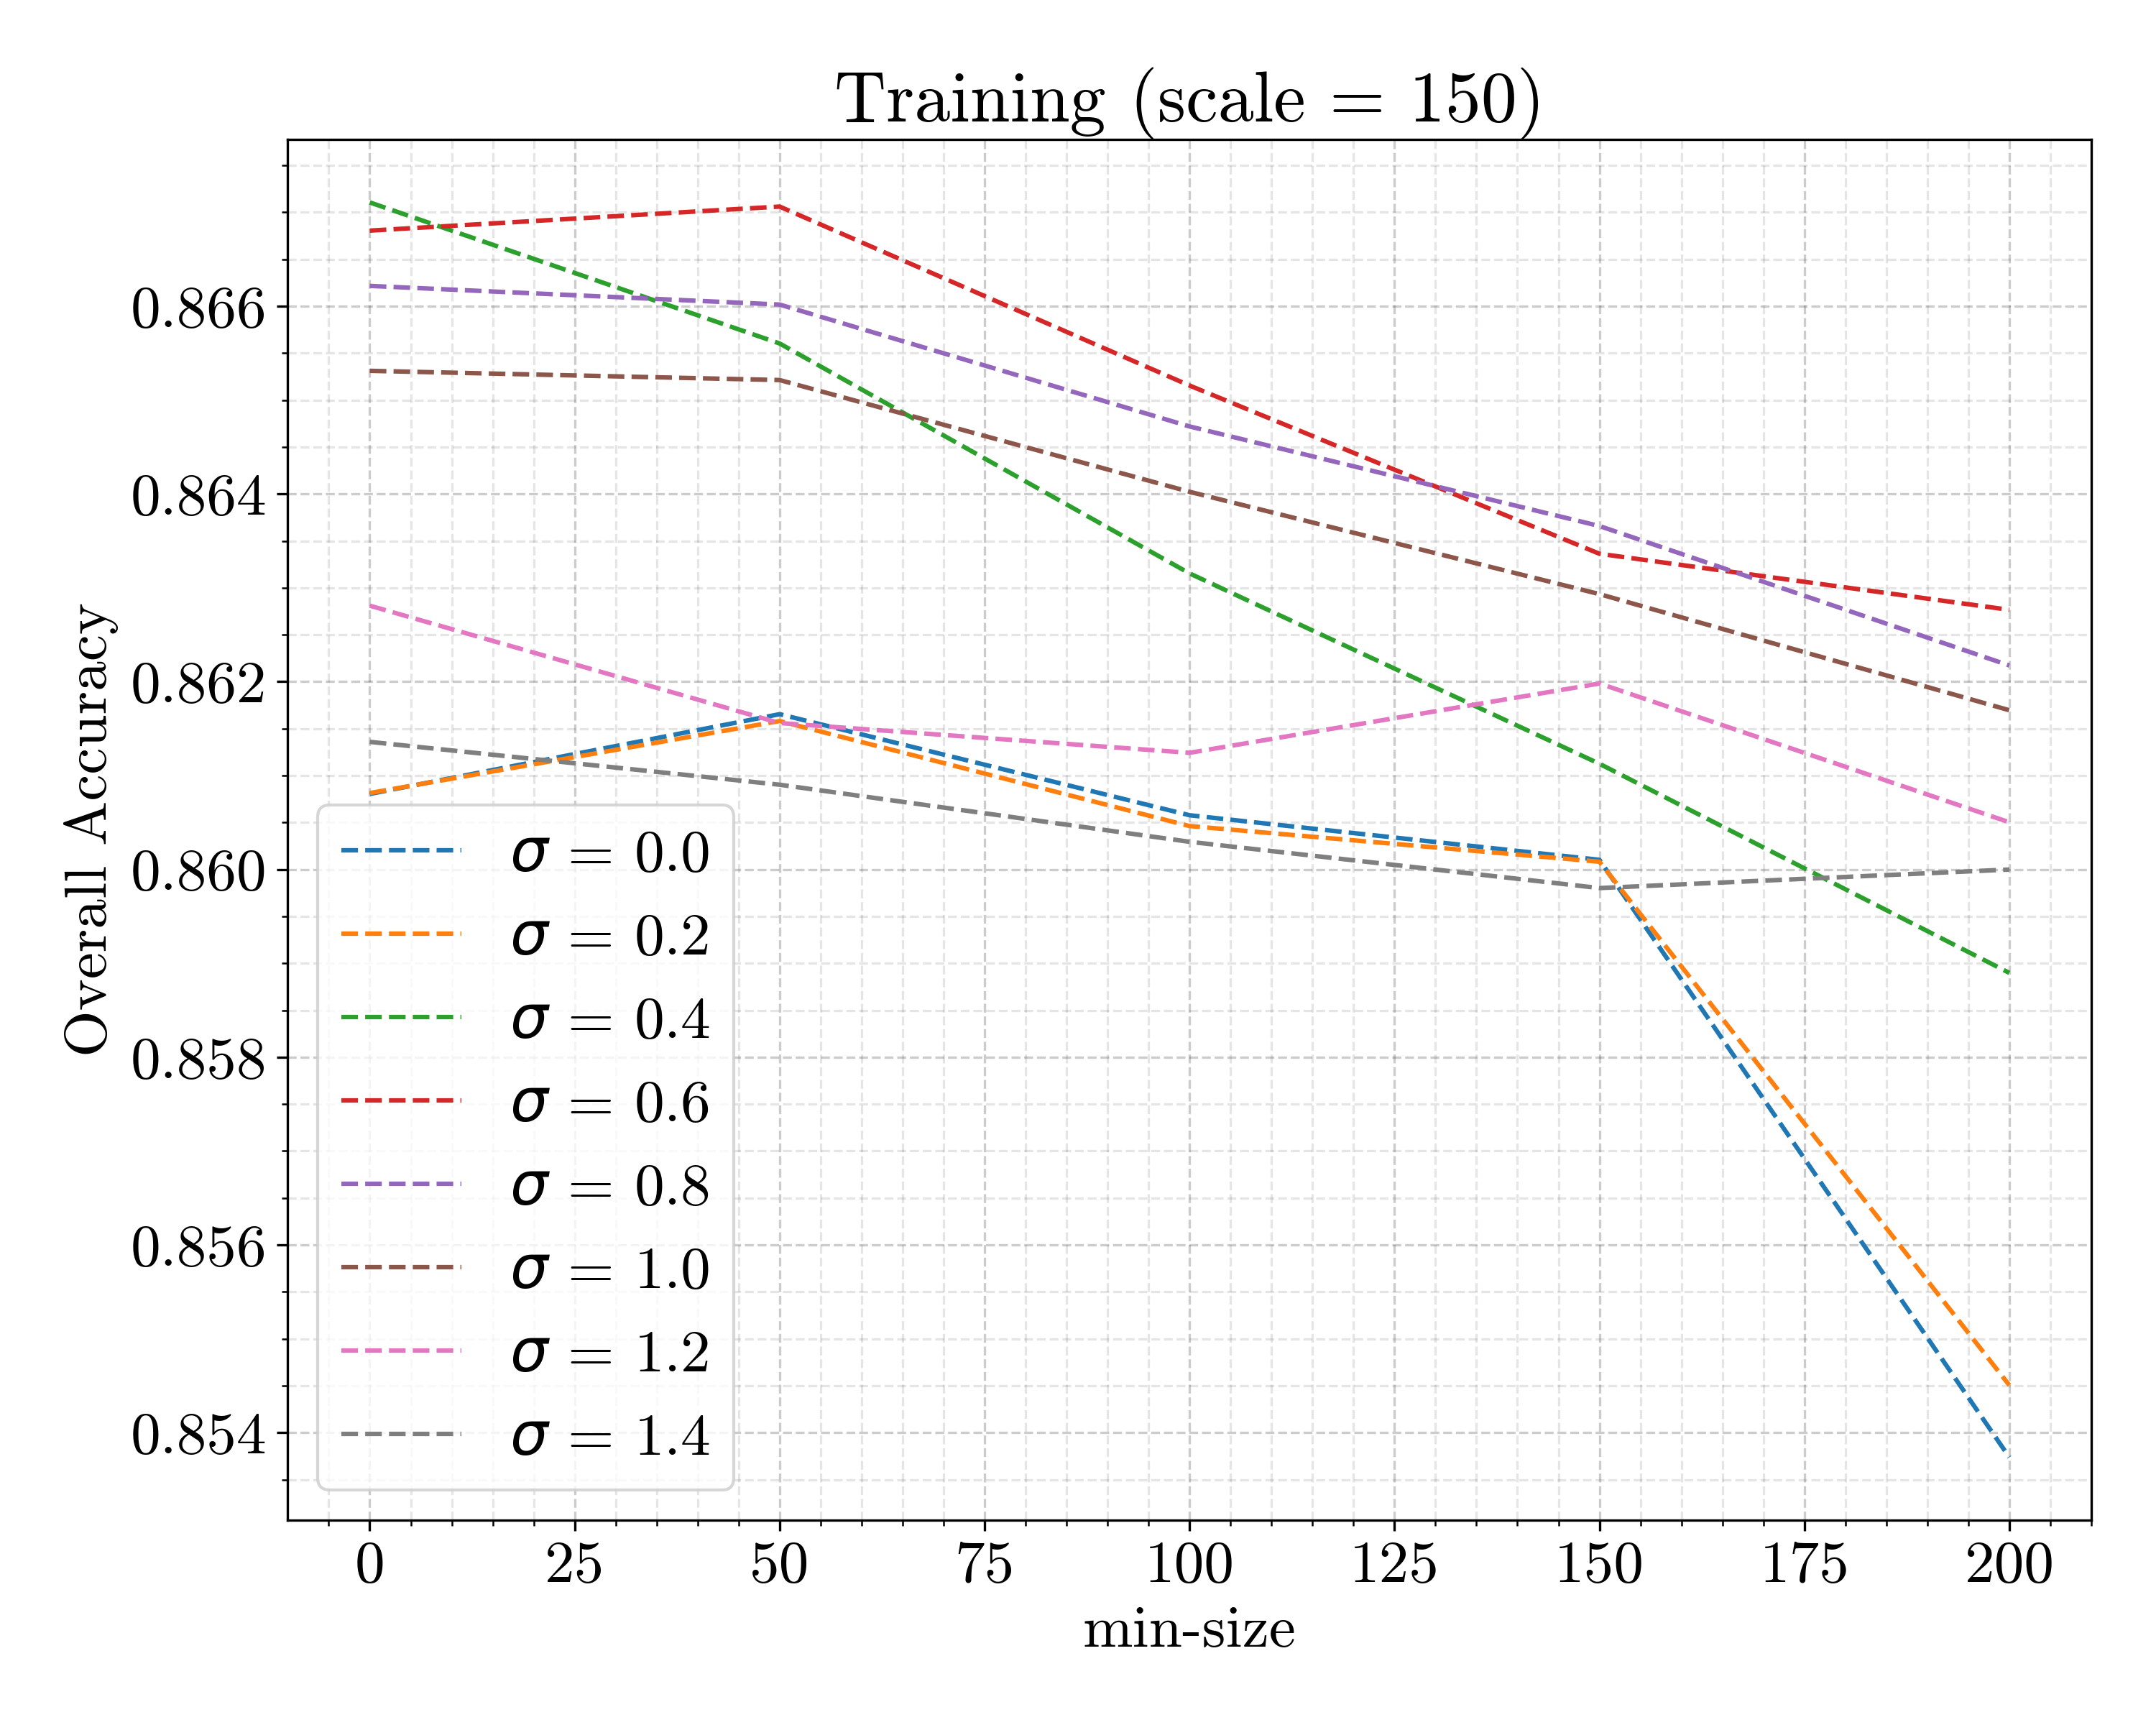 Training (scale = 150)
Overall Accuracy
0.866
0.864
0.862
0.860
0.858
0.856
0.854
σ = 0.0
σ = 0.2
σ = 0.4
σ = 0.6
σ = 0.8
σ = 1.0
σ = 1.2
σ = 1.4
0 25 50 75 100 125 150 175 200
min-size